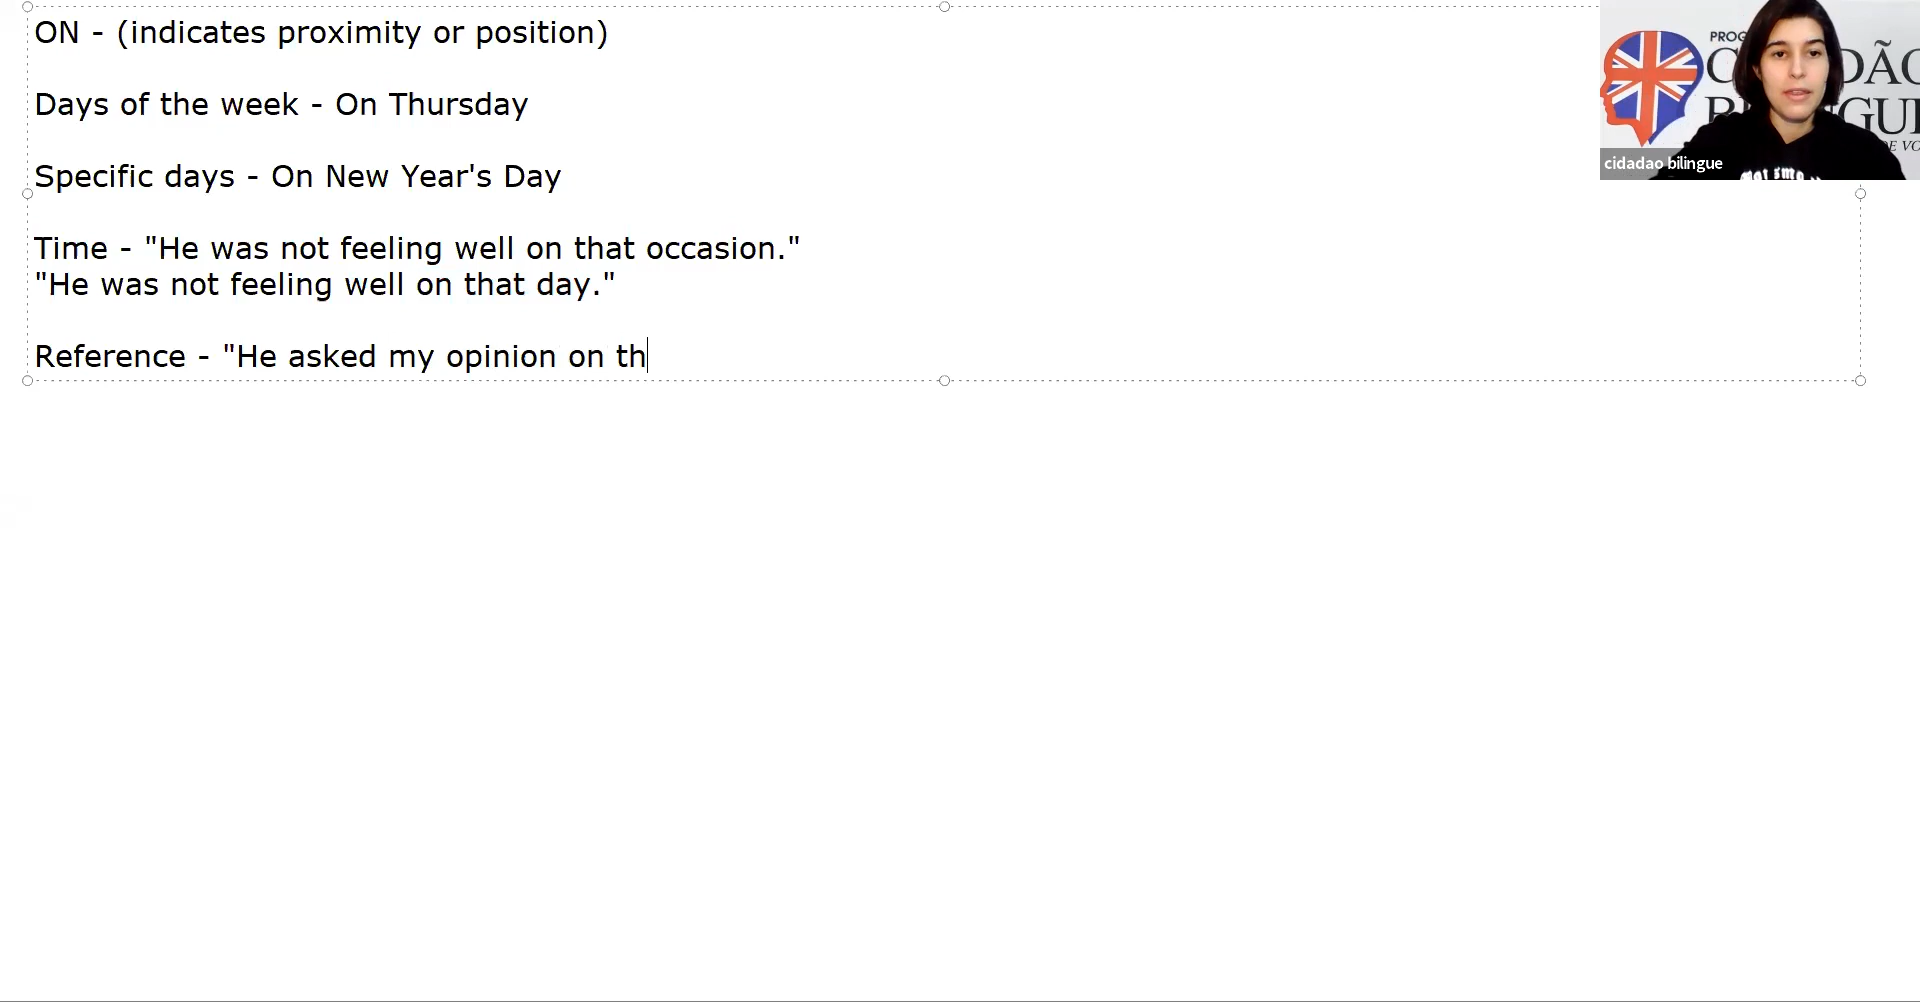 ON - (indicates proximity or position)
Days of the week - On Thursday
Specific days - On New Year's Day
Time - "He was not feeling well on that occasion."
"He was not feeling well on that day."
Reference - "He asked my opinion on th
cidadao bilingue